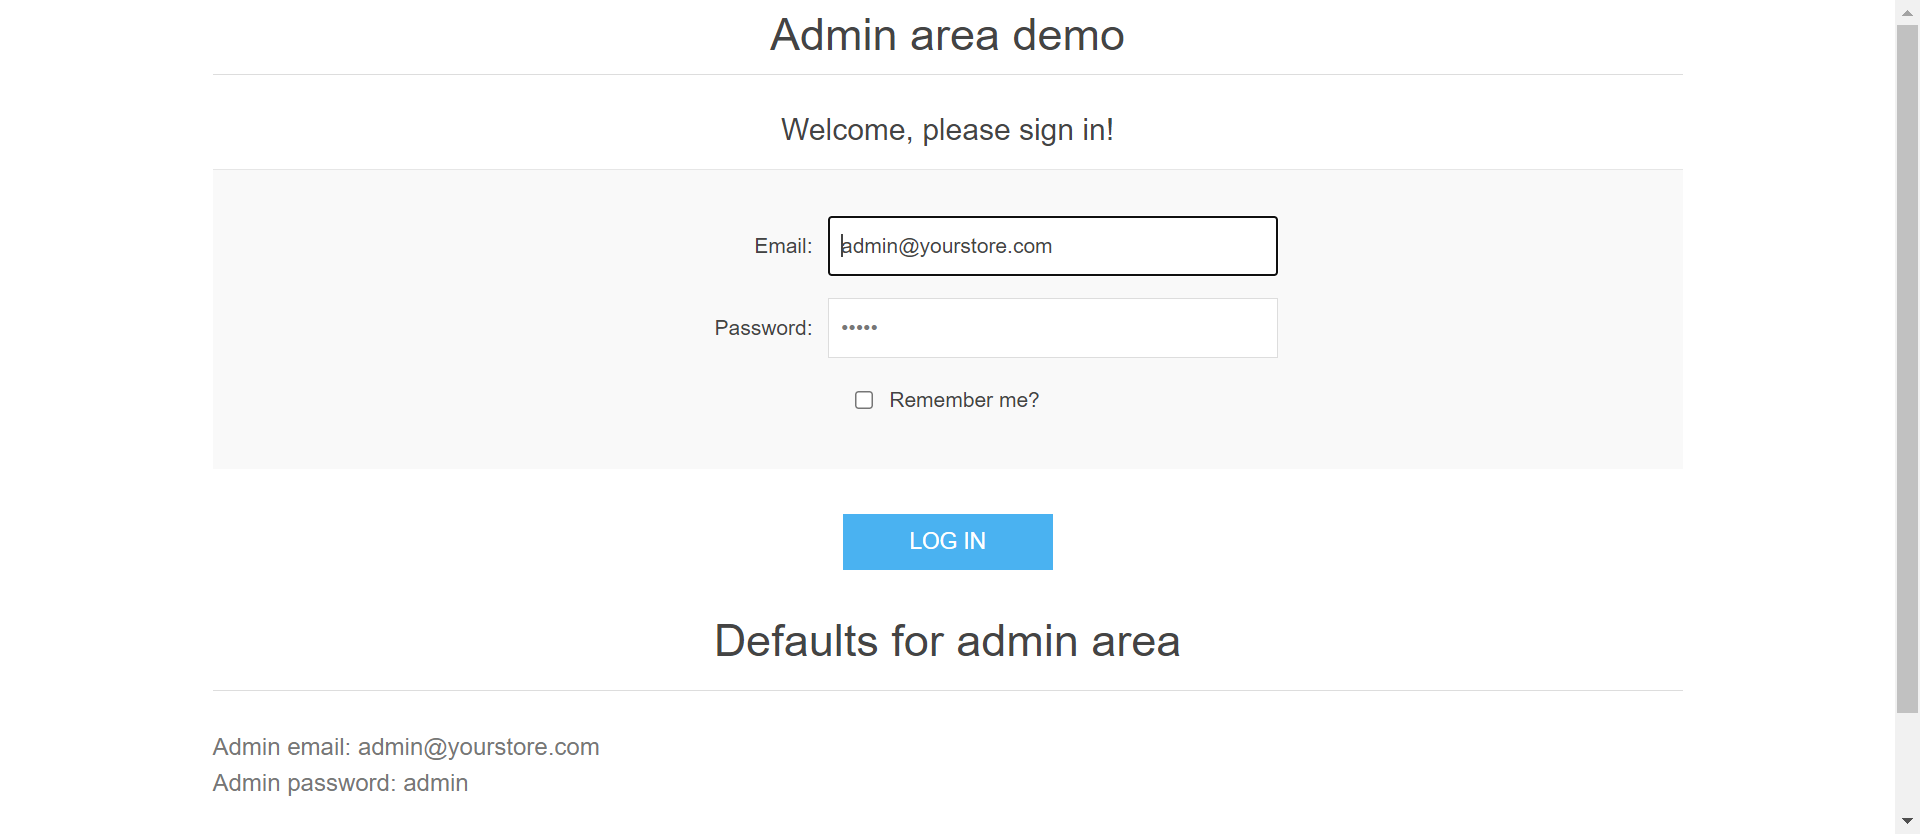 Admin area demo
Welcome, please sign in!
Email: admin@yourstore.com
Password: •••••
Remember me?
LOG IN
Defaults for admin area
Admin email: admin@yourstore.com
Admin password: admin